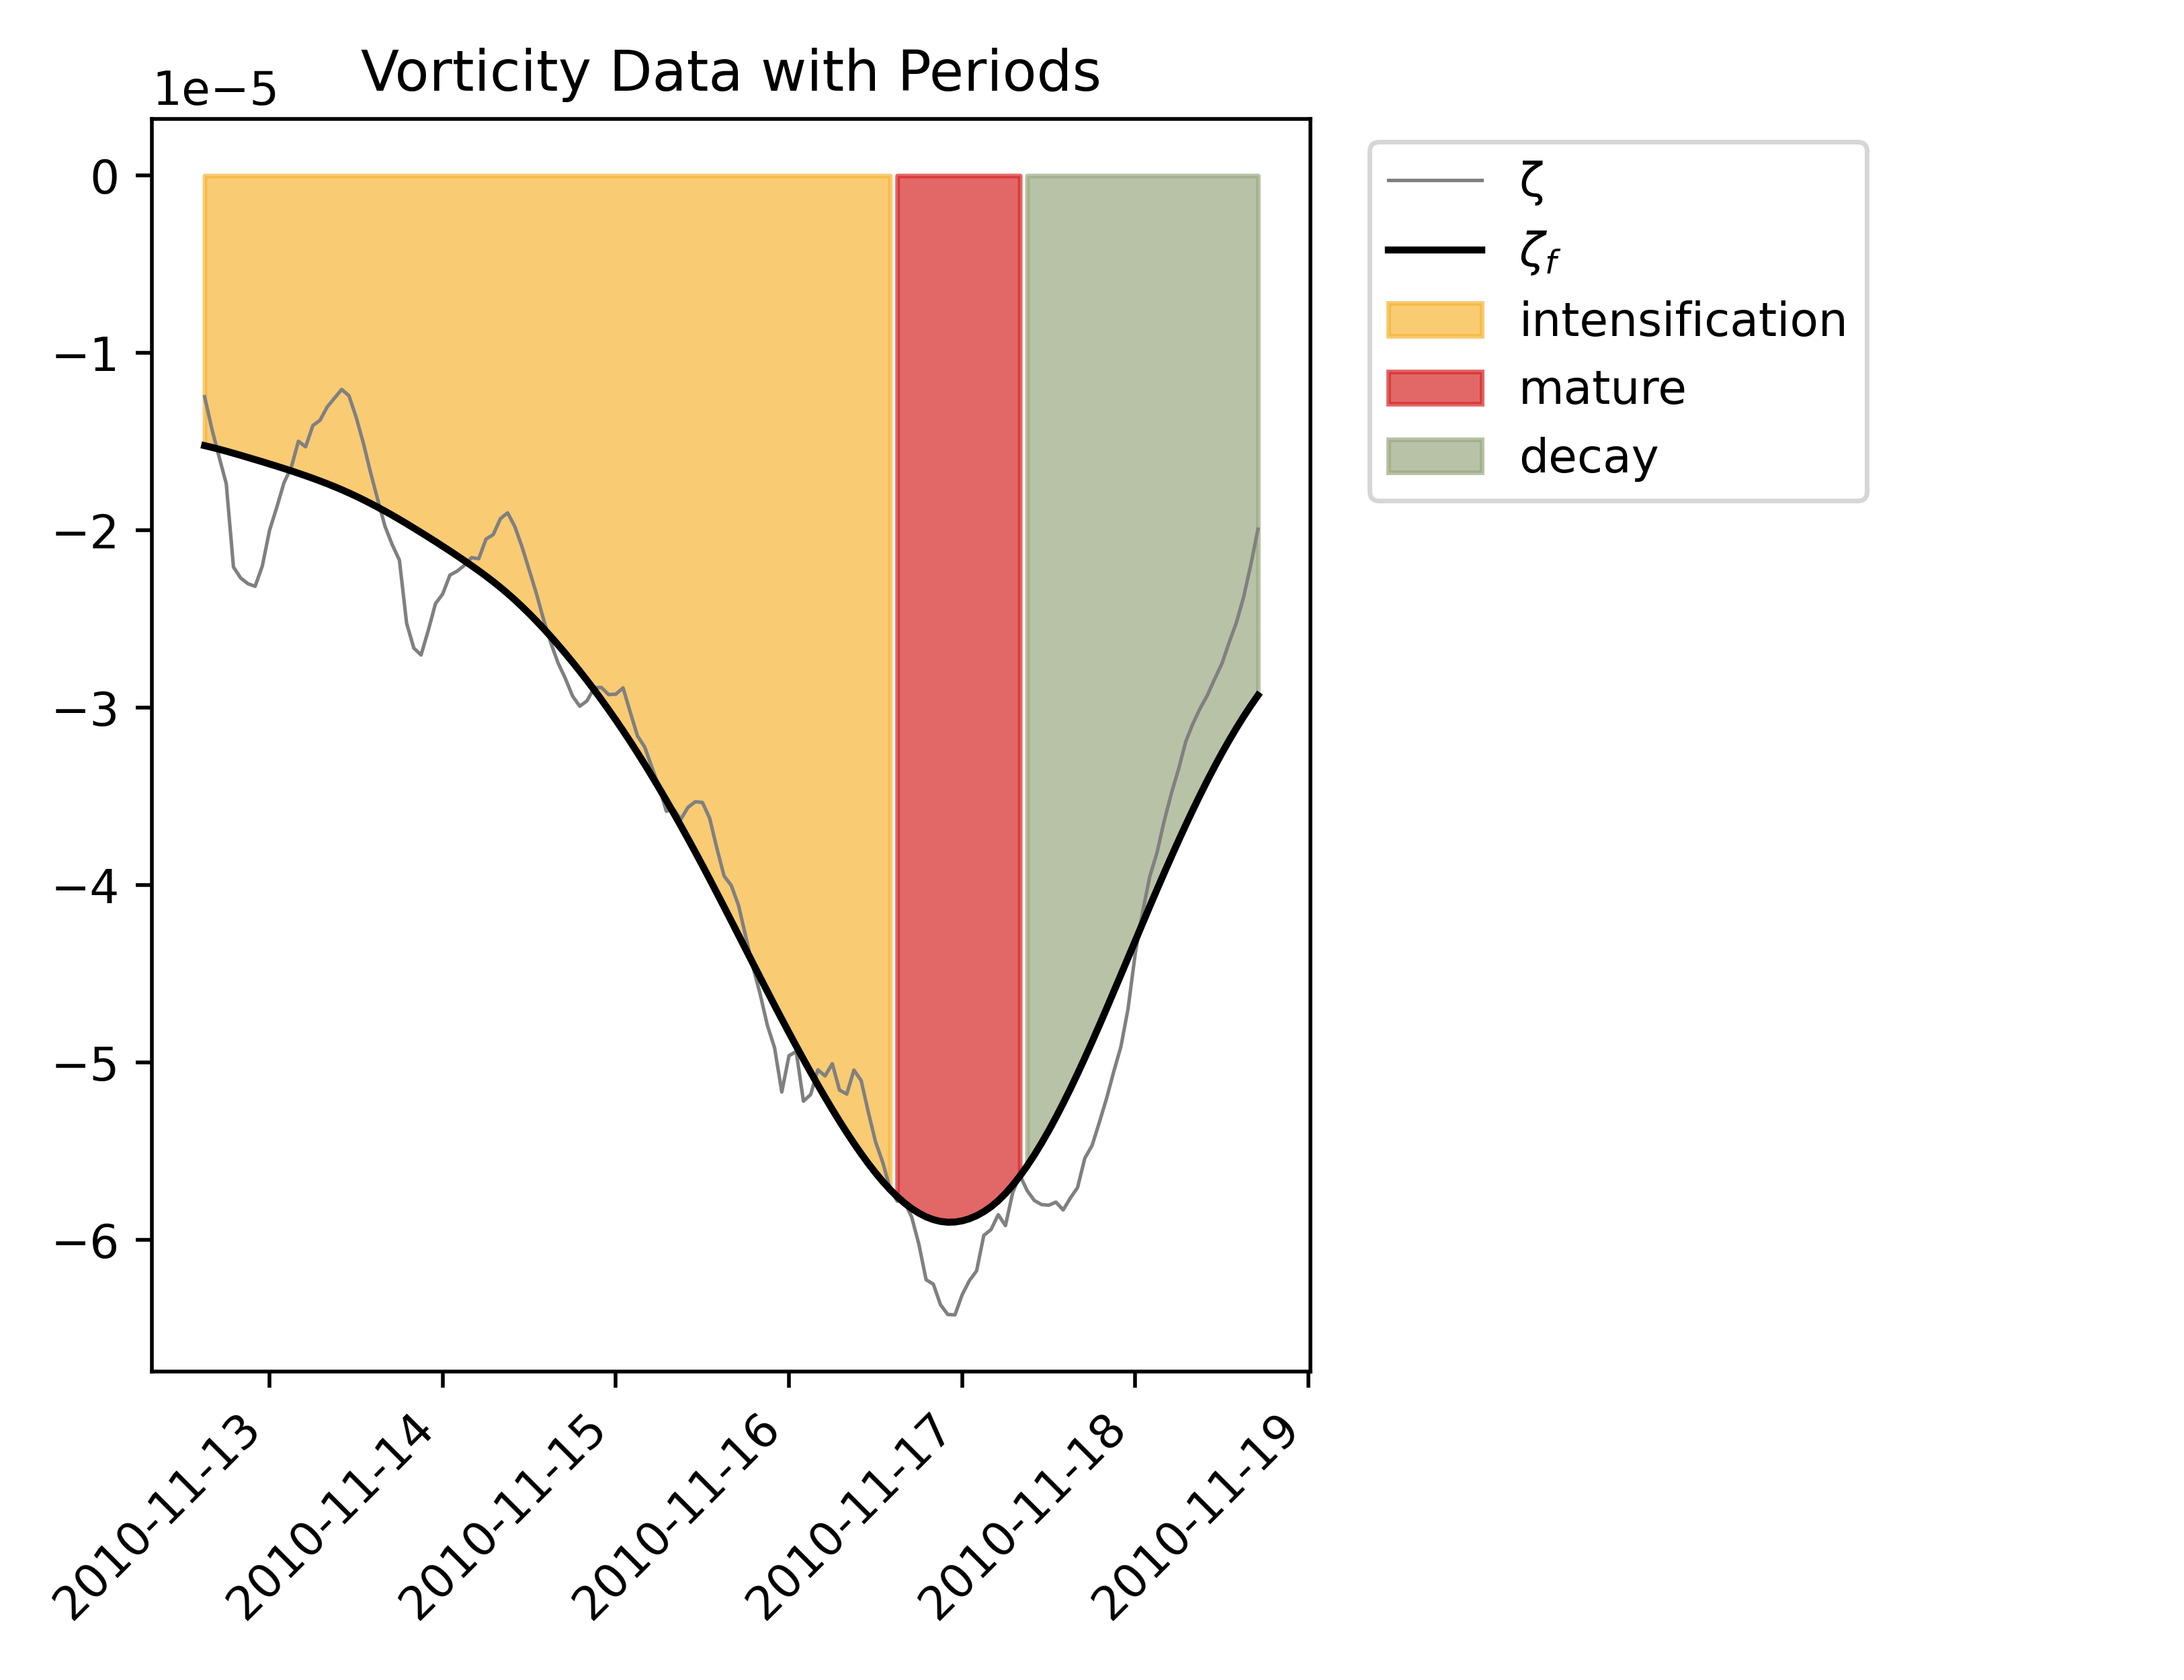 Vorticity Data with Periods
1e−5
0
−1
−2
−3
−4
−5
−6
2010-11-13
2010-11-14
2010-11-15
2010-11-16
2010-11-17
2010-11-18
2010-11-19
ζ
ζf
intensification
mature
decay